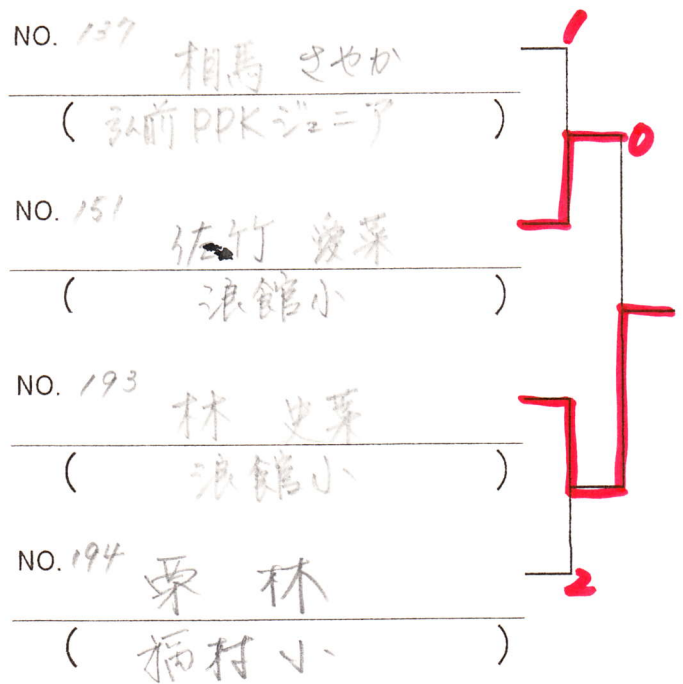 NO. 137 相馬 さやか 1
(弘前PDKジュニア) 0
NO. 151 佐竹 愛菜
(浪館小)
NO. 193 林 史菜
(浪館小)
NO. 194 栗林 2
(福村小)